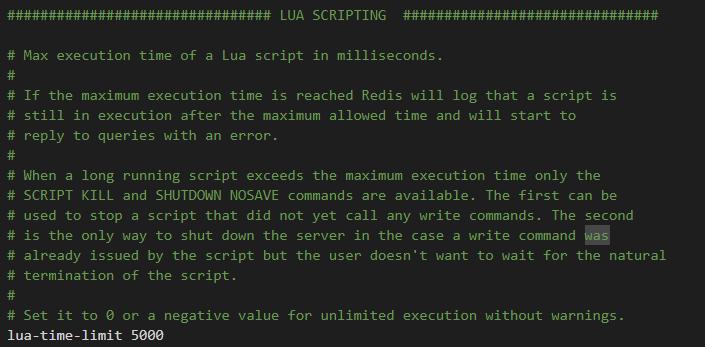 ################################ LUA SCRIPTING  ###############################
# Max execution time of a Lua script in milliseconds.
#
# If the maximum execution time is reached Redis will log that a script is
# still in execution after the maximum allowed time and will start to
# reply to queries with an error.
#
# When a long running script exceeds the maximum execution time only the
# SCRIPT KILL and SHUTDOWN NOSAVE commands are available. The first can be
# used to stop a script that did not yet call any write commands. The second
# is the only way to shut down the server in the case a write command was
# already issued by the script but the user doesn't want to wait for the natural
# termination of the script.
#
# Set it to 0 or a negative value for unlimited execution without warnings.
lua-time-limit 5000